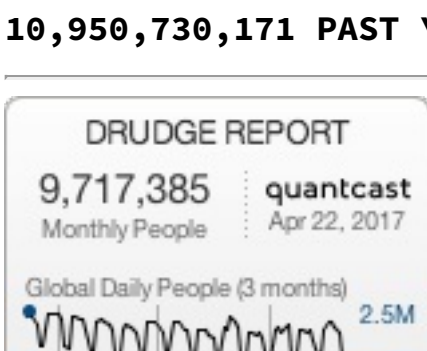 10,950,730,171 PAST
DRUDGE REPORT
9,717,385
Monthly People
quantcast
Apr 22, 2017
Global Daily People (3 months)
2.5M